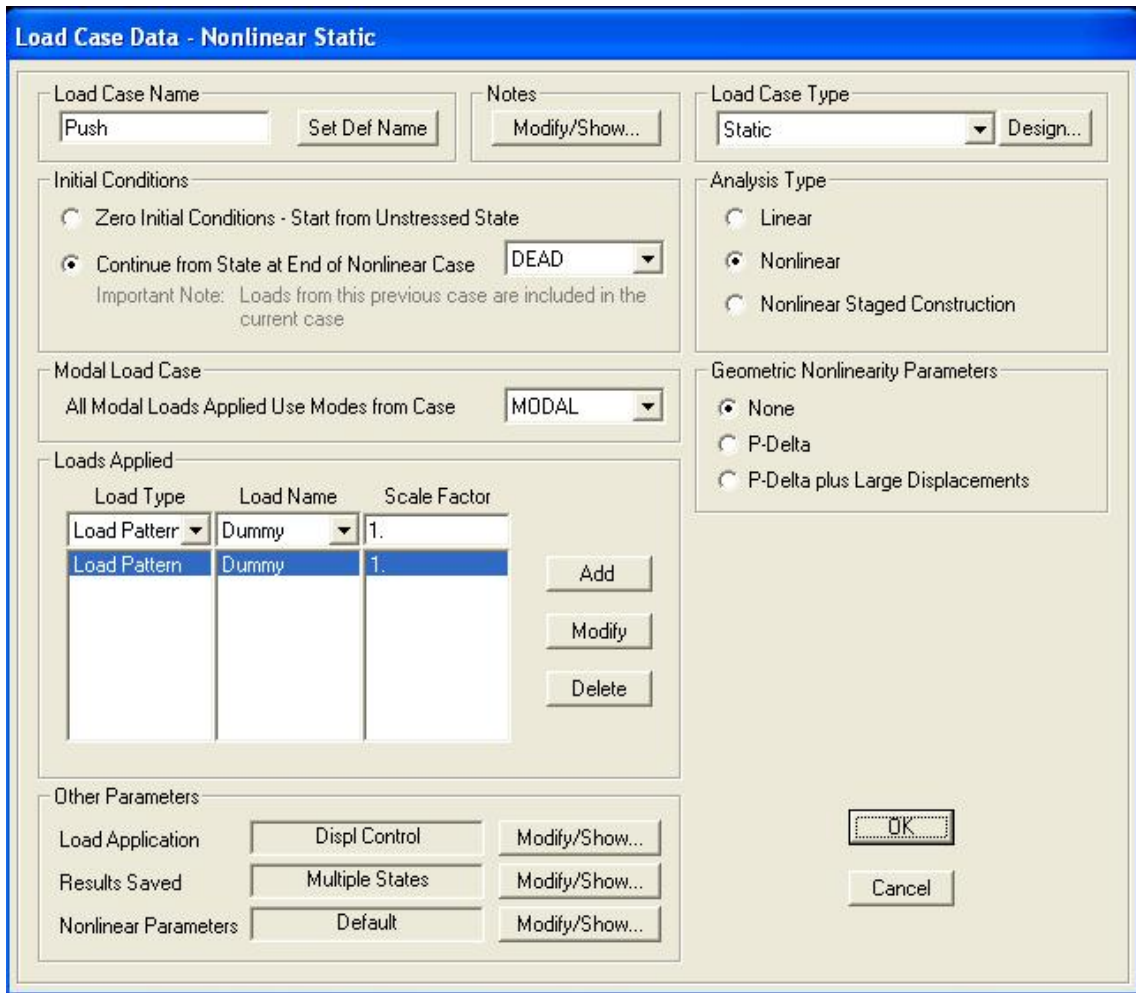 Load Case Data - Nonlinear Static
Load Case Name
Push
Set Def Name
Notes
Modify/Show...
Load Case Type
Static
Design...
Initial Conditions
Zero Initial Conditions - Start from Unstressed State
Continue from State at End of Nonlinear Case
DEAD
Important Note: Loads from this previous case are included in the
current case
Analysis Type
Linear
Nonlinear
Nonlinear Staged Construction
Modal Load Case
All Modal Loads Applied Use Modes from Case
MODAL
Geometric Nonlinearity Parameters
None
P-Delta
P-Delta plus Large Displacements
Loads Applied
Load Type Load Name Scale Factor
Load Pattern Dummy 1.
Load Pattern Dummy 1.
Add
Modify
Delete
Other Parameters
Load Application Displ Control Modify/Show...
Results Saved Multiple States Modify/Show...
Nonlinear Parameters Default Modify/Show...
OK
Cancel